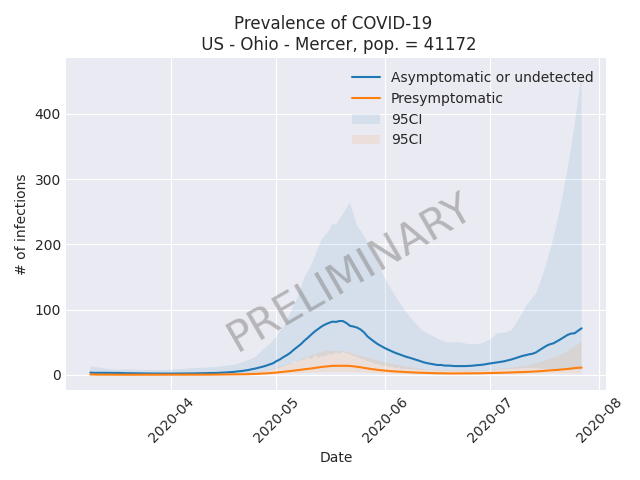 Prevalence of COVID-19
US - Ohio - Mercer, pop. = 41172
Asymptomatic or undetected
Presymptomatic
95CI
95CI
# of infections
400
300
200
100
0
PRELIMINARY
2020-04
2020-05
2020-06
2020-07
2020-08
Date